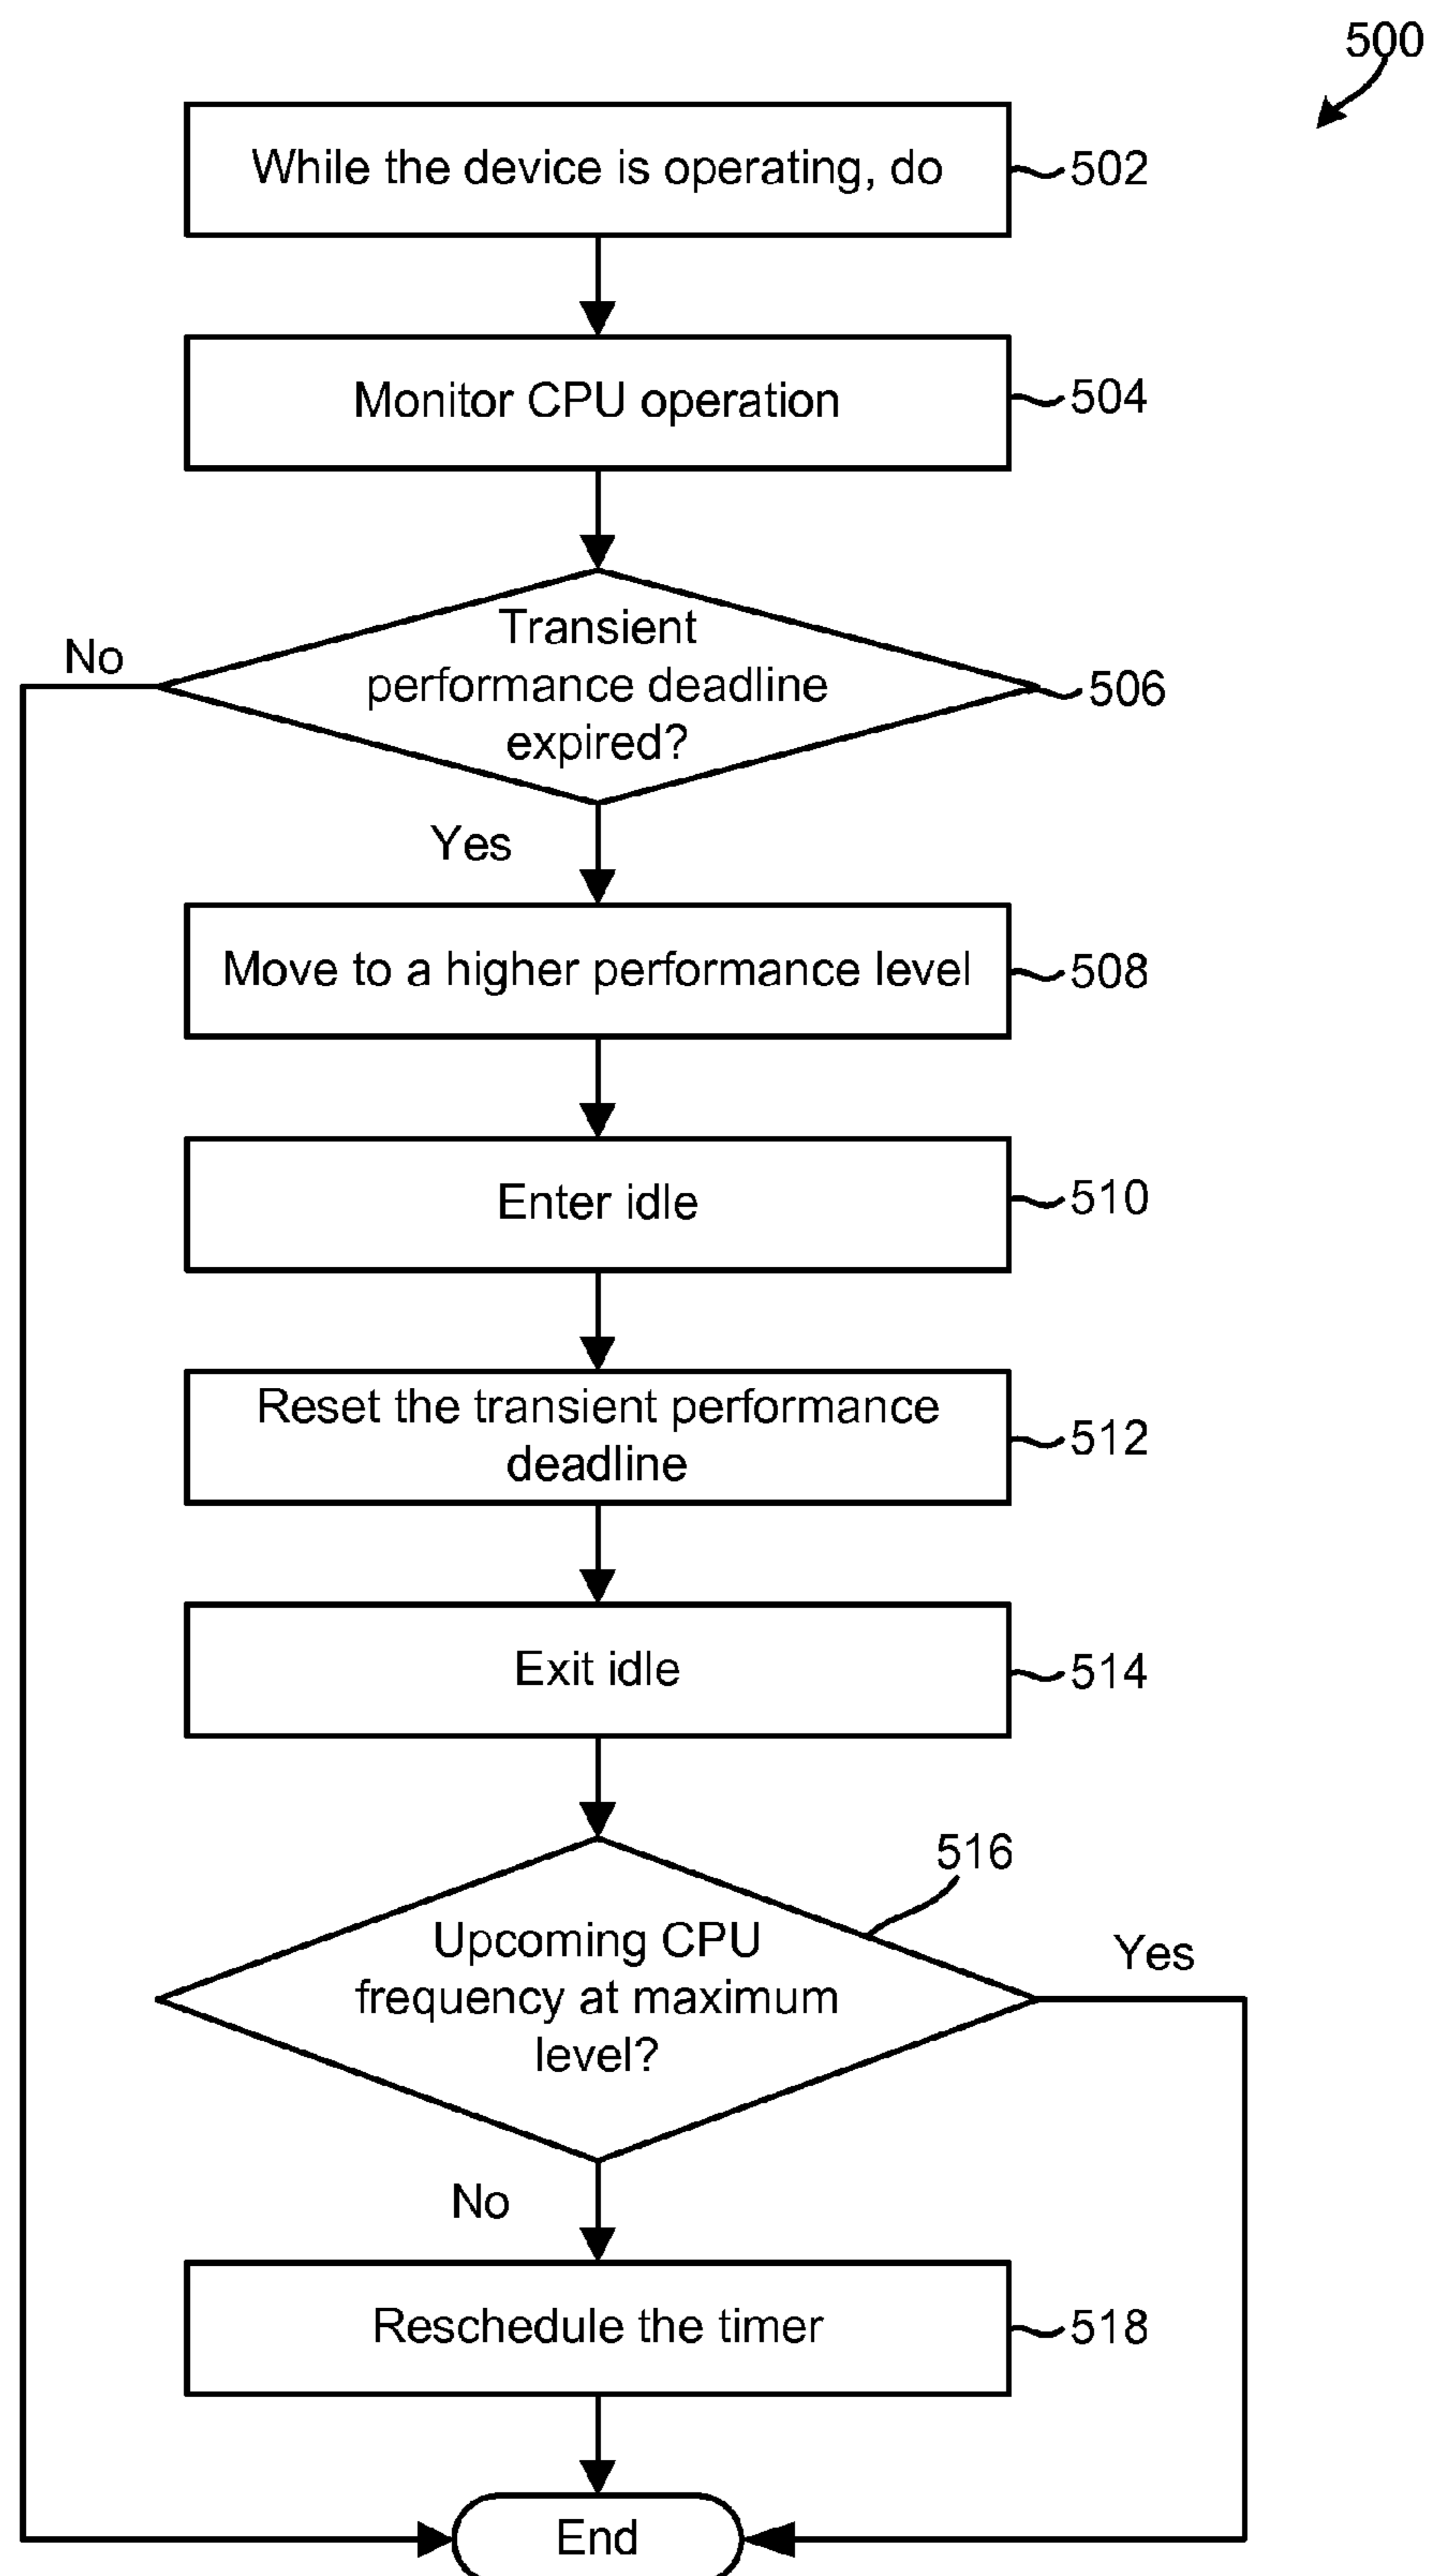 500
While the device is operating, do
502
Monitor CPU operation
504
Transient
performance deadline
expired?
506
No
Yes
Move to a higher performance level
508
Enter idle
510
Reset the transient performance
deadline
512
Exit idle
514
516
Upcoming CPU
frequency at maximum
level?
Yes
No
Reschedule the timer
518
End